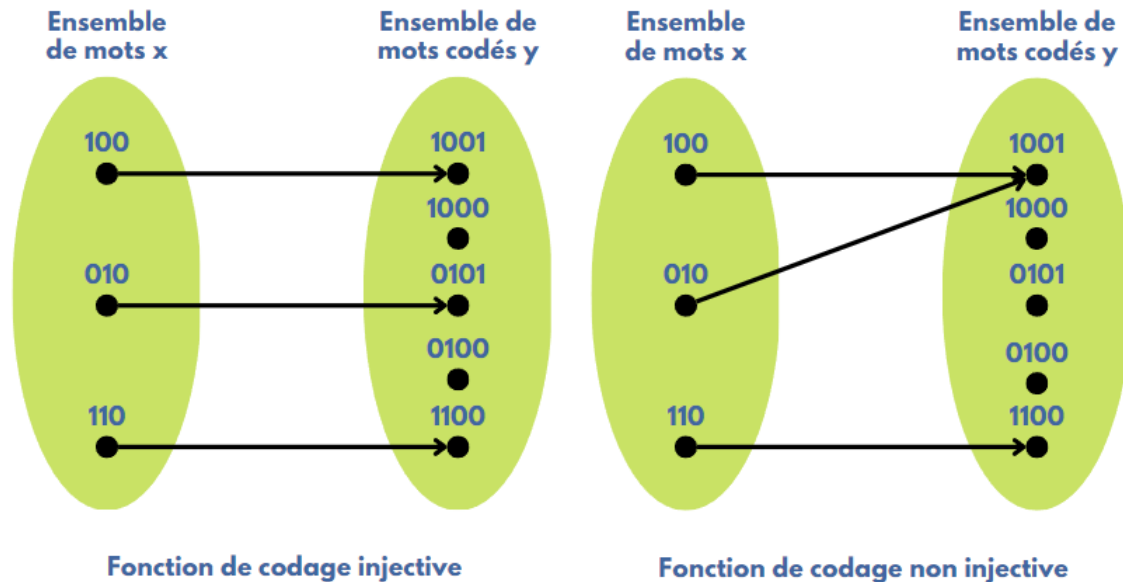 Ensemble
de mots x
Ensemble de
mots codés y
100
1001
1000
010
0101
0100
110
1100
Fonction de codage injective
Ensemble
de mots x
Ensemble de
mots codés y
100
1001
1000
010
0101
0100
110
1100
Fonction de codage non injective